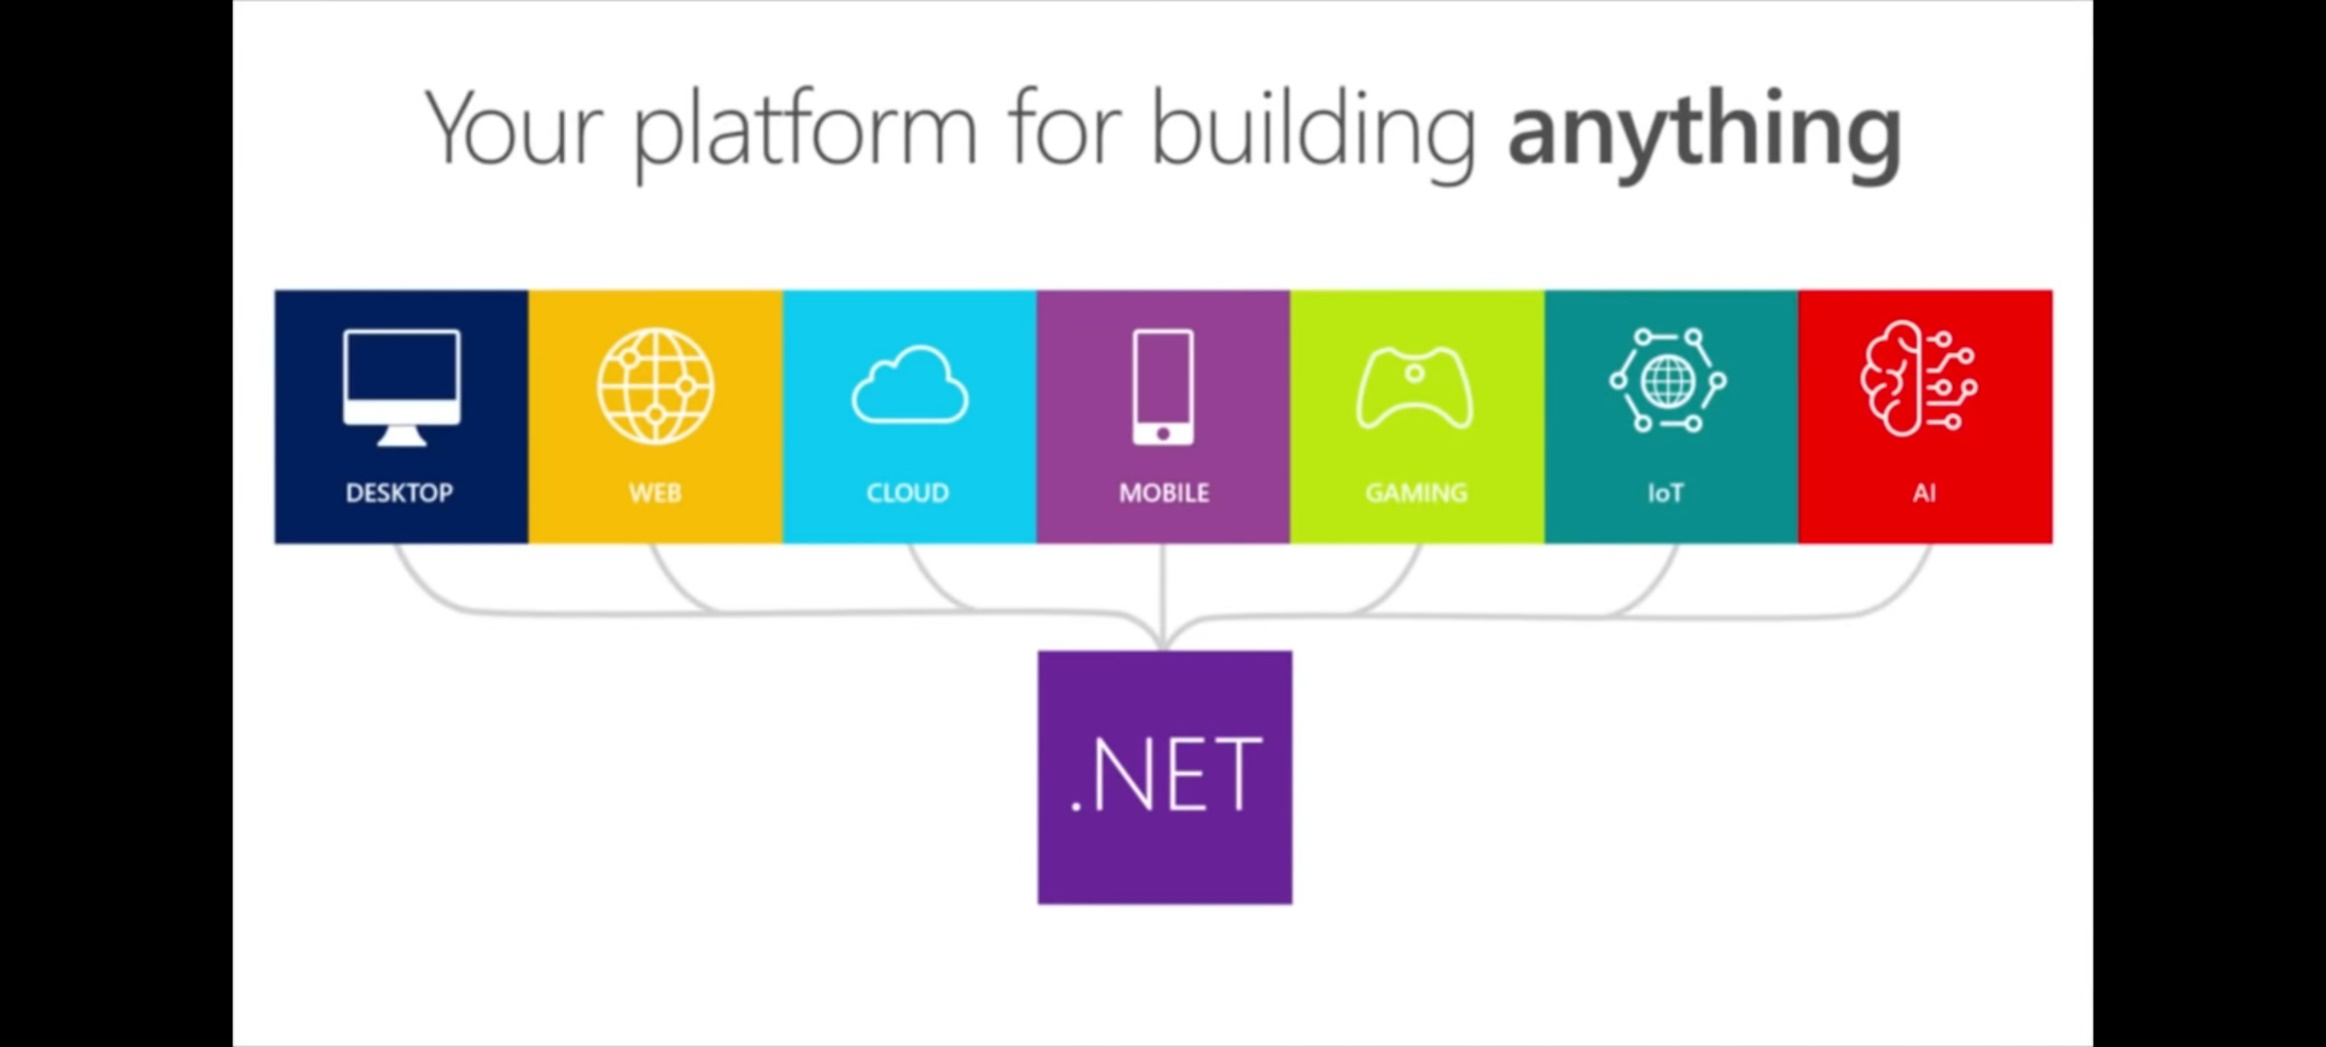 Your platform for building anything
DESKTOP
WEB
CLOUD
MOBILE
GAMING
IoT
AI
.NET